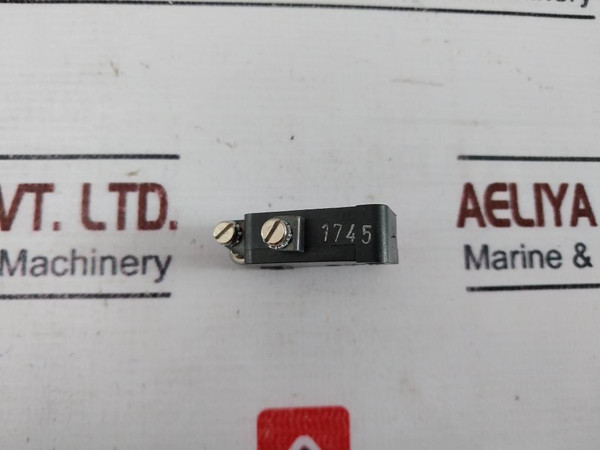 VT. LTD.
Machinery
1745
AELIYA
Marine &